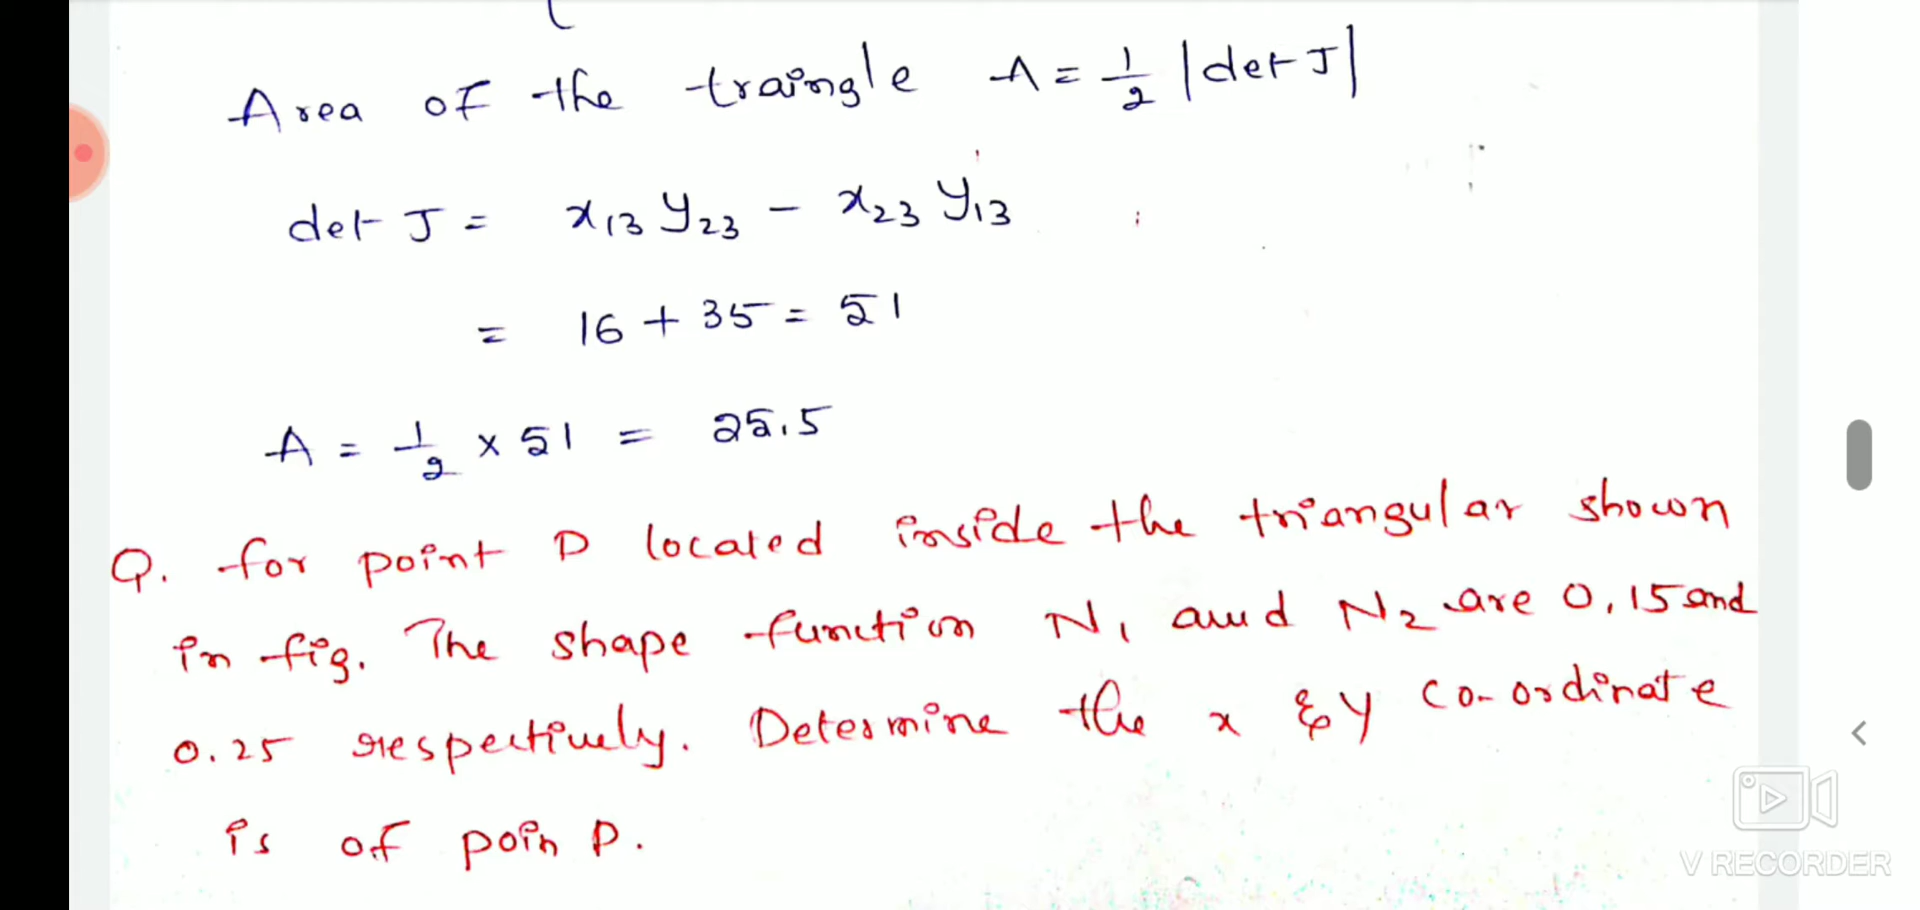 Area of the traingle A = 1/2 |det J|
det J = x13 y23 - x23 y13
= 16 + 35 = 51
A = 1/2 × 51 = 25.5
Q. for point P located inside the triangular shown
in fig. The shape function N1 and N2 are 0.15 and
0.25 respectively. Determine the x & y co-ordinate
is of poin P.
V RECORDER